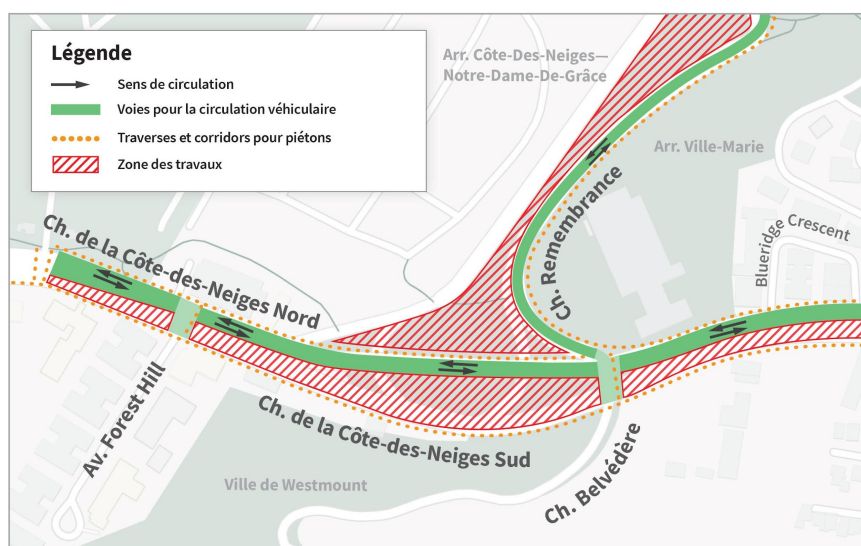 Légende
Sens de circulation
Voies pour la circulation véhiculaire
Traverses et corridors pour piétons
Zone des travaux
Arr. Côte-Des-Neiges—
Notre-Dame-De-Grâce
Arr. Ville-Marie
Ch. Remembrance
Blueridge Crescent
Ch. de la Côte-des-Neiges Nord
Av. Forest Hill
Ch. de la Côte-des-Neiges Sud
Ch. Belvédère
Ville de Westmount